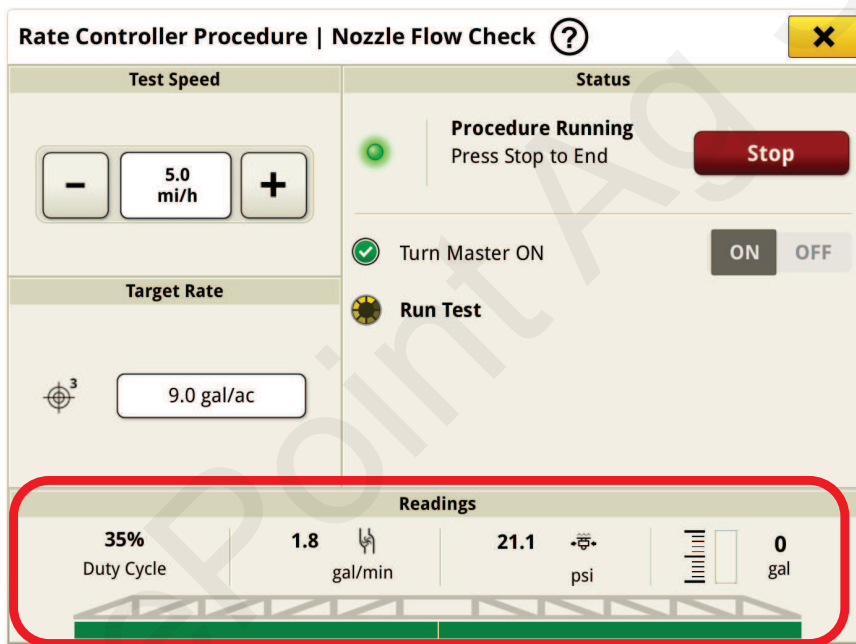 Rate Controller Procedure | Nozzle Flow Check ?
Test Speed
−
5.0
mi/h
+
Target Rate
3
9.0 gal/ac
Status
Procedure Running
Press Stop to End
Stop
Turn Master ON
ON OFF
Run Test
Readings
35%
Duty Cycle
1.8
gal/min
21.1
psi
0
gal
ePoint Ag